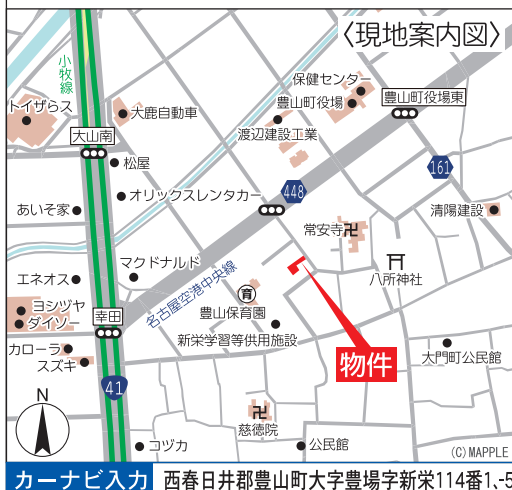 〈現地案内図〉
小牧線
トイザらス
大鹿自動車
保健センター
豊山町役場
豊山町役場東
大山南
渡辺建設工業
松屋
161
オリックスレンタカー
448
あいそ家
清陽建設
常安寺
卍
エネオス
マクドナルド
名古屋空港中央線
八所神社
育
豊山保育園
ヨシヅヤ
ダイソー
幸田
新栄学習等供用施設
カローラ
スズキ
物件
大門町公民館
41
N
卍
慈徳院
コヅカ
公民館
(C)MAPPLE
カーナビ入力 西春日井郡豊山町大字豊場字新栄114番1、-5